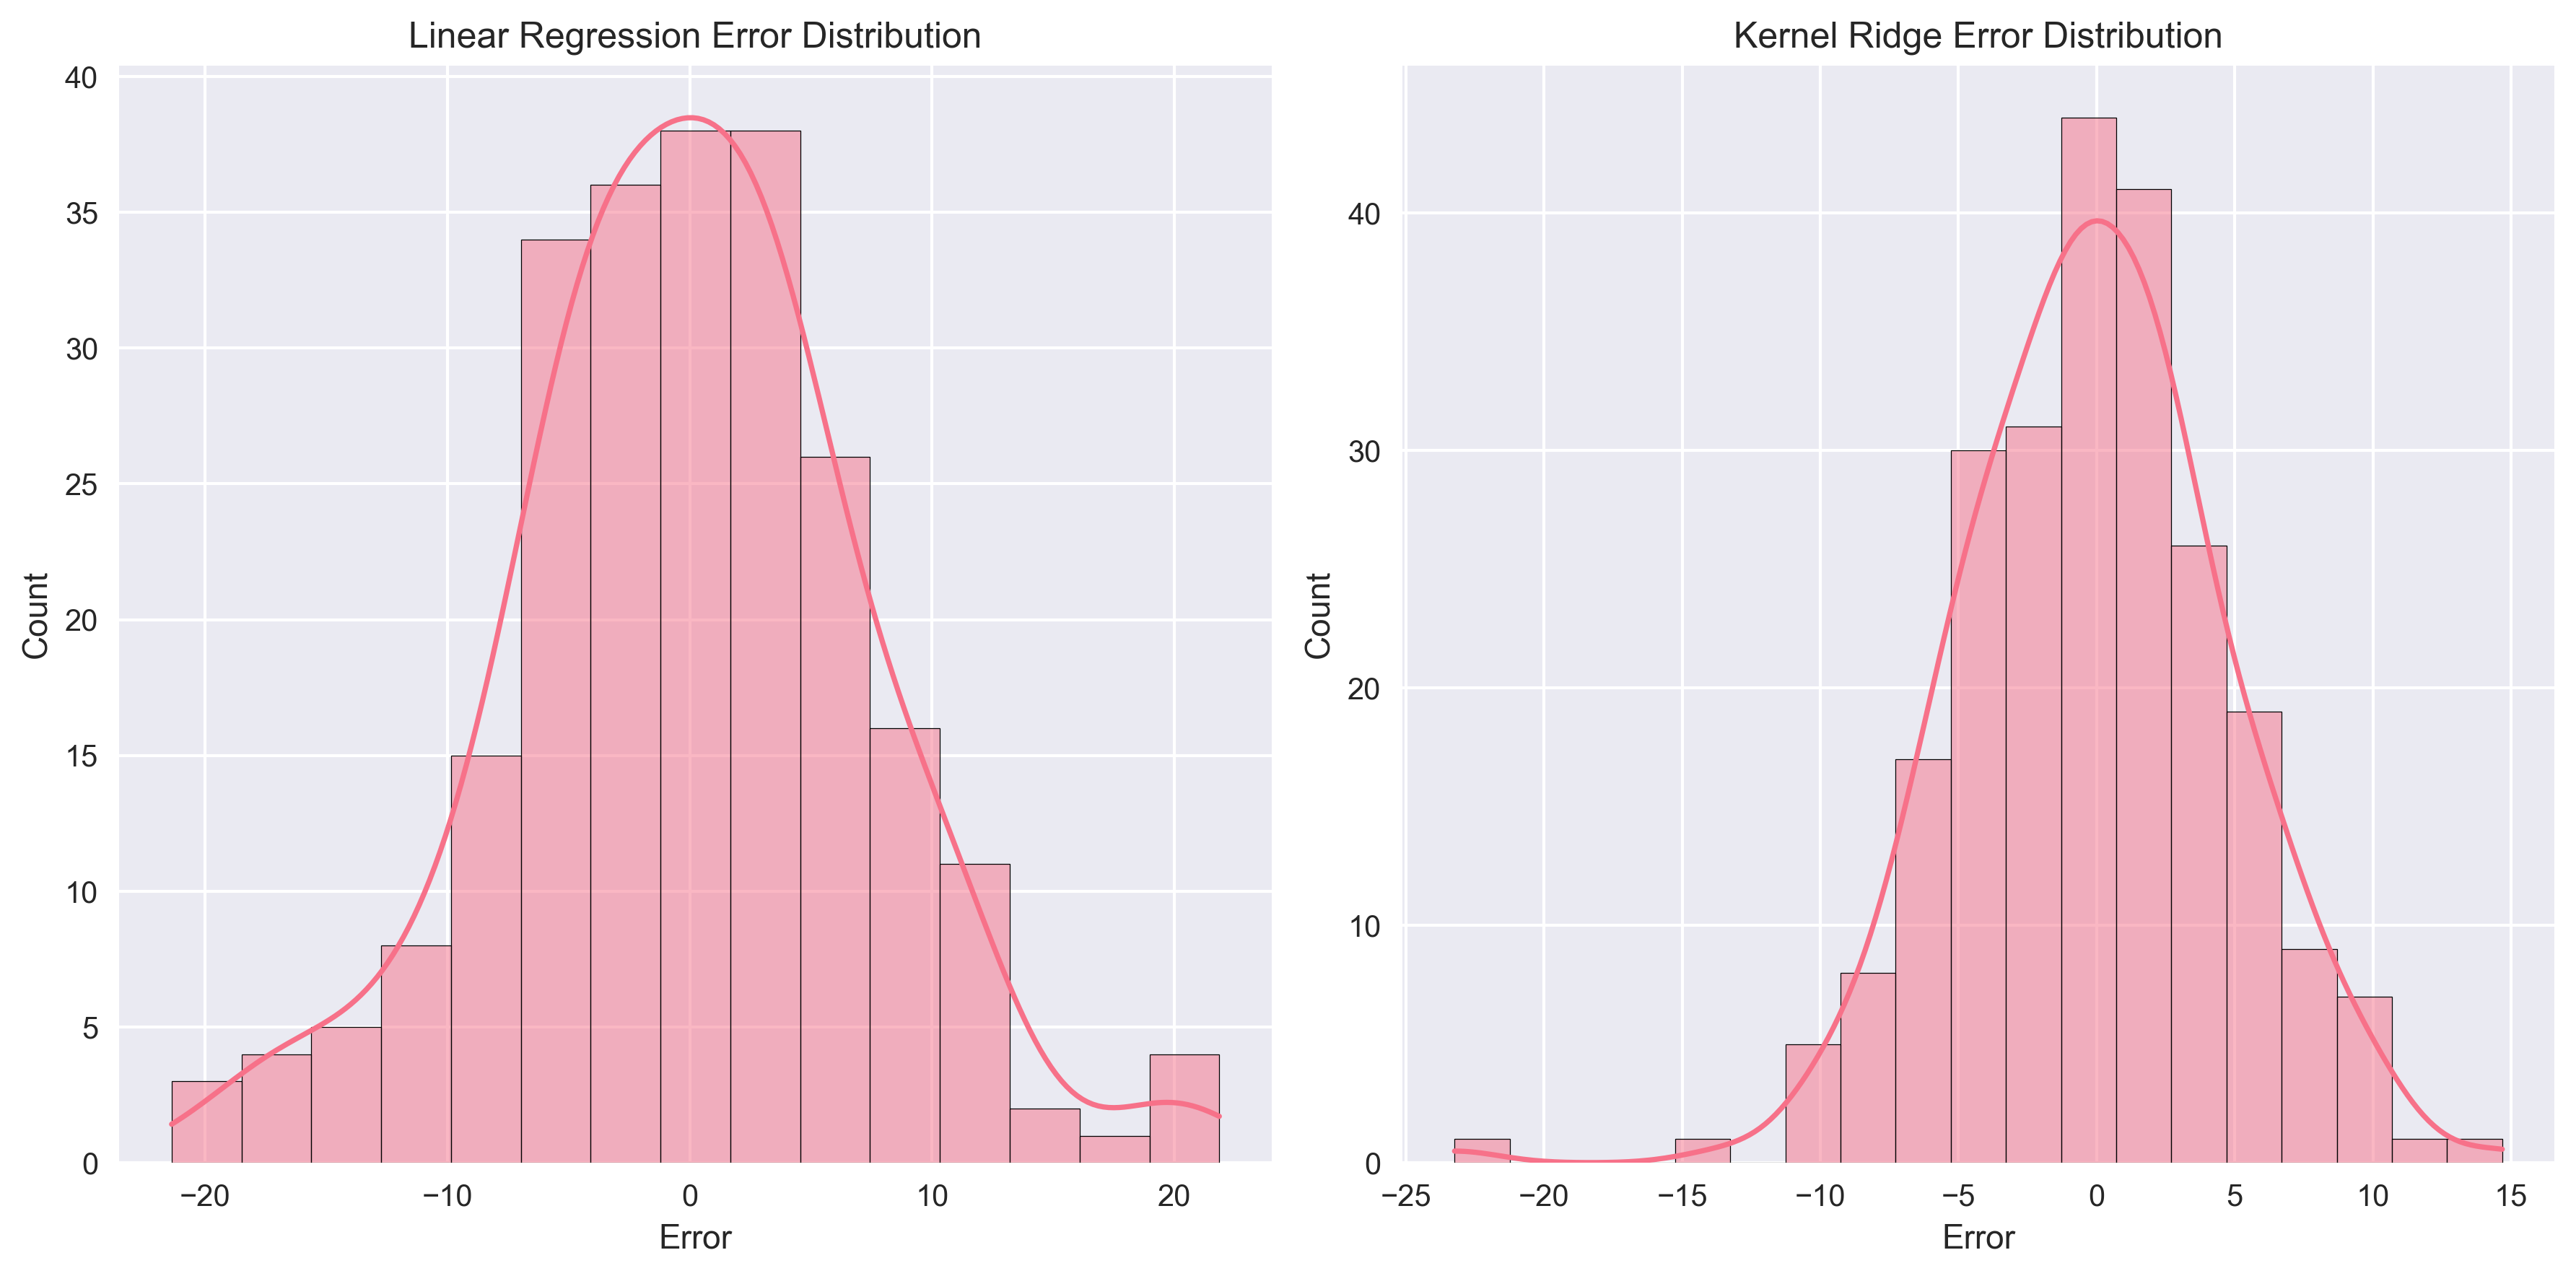 Linear Regression Error Distribution
Count
40
35
30
25
20
15
10
5
0
−20 −10 0 10 20
Error
Kernel Ridge Error Distribution
Count
40
30
20
10
0
−25 −20 −15 −10 −5 0 5 10 15
Error